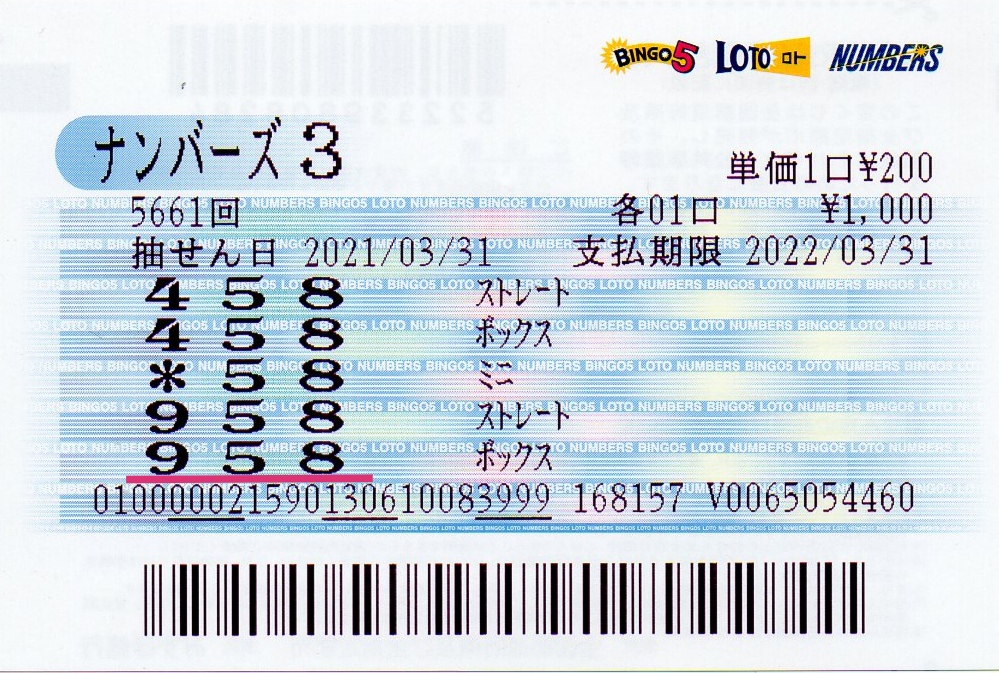 BINGO5 LOTO ロト NUMBERS
ナンバーズ3
単価1口¥200
5661回 各01口 ¥1,000
抽せん日 2021/03/31 支払期限 2022/03/31
4 5 8 ストレート
4 5 8 ボックス
* 5 8 ミニ
9 5 8 ストレート
9 5 8 ボックス
010000021590130610083999 168157 V0065054460